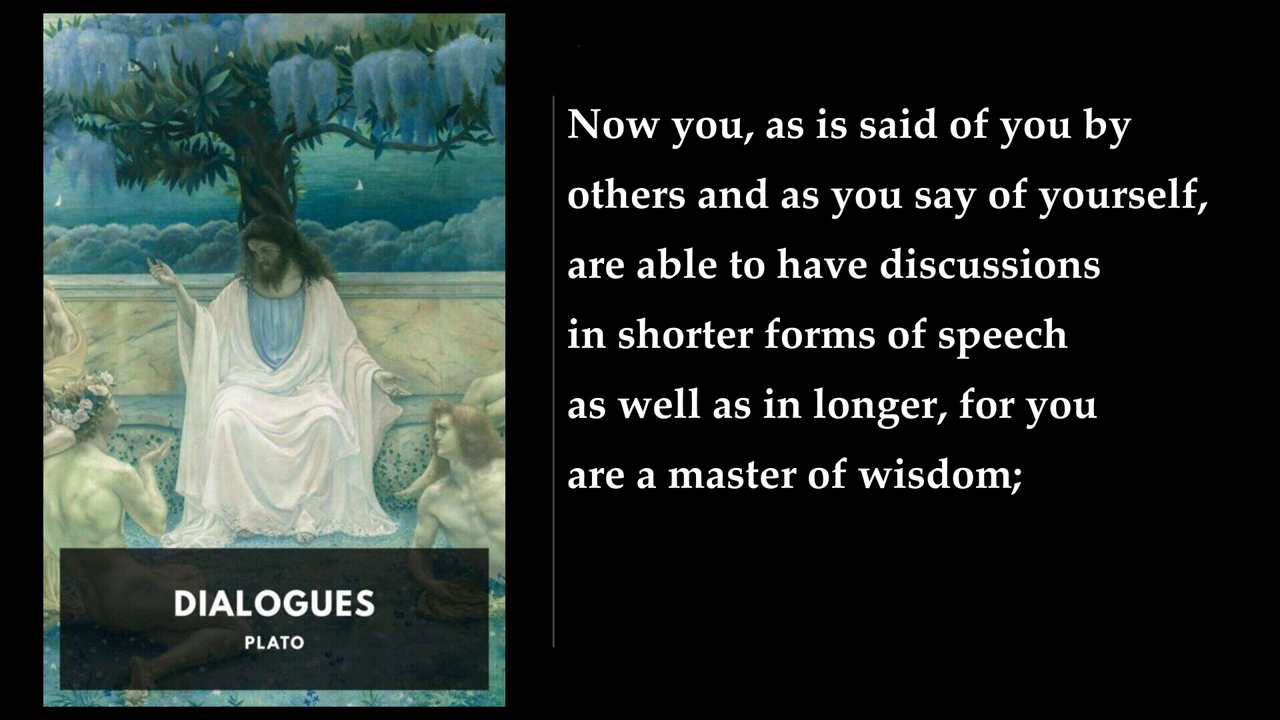 DIALOGUES
PLATO
Now you, as is said of you by
others and as you say of yourself,
are able to have discussions
in shorter forms of speech
as well as in longer, for you
are a master of wisdom;